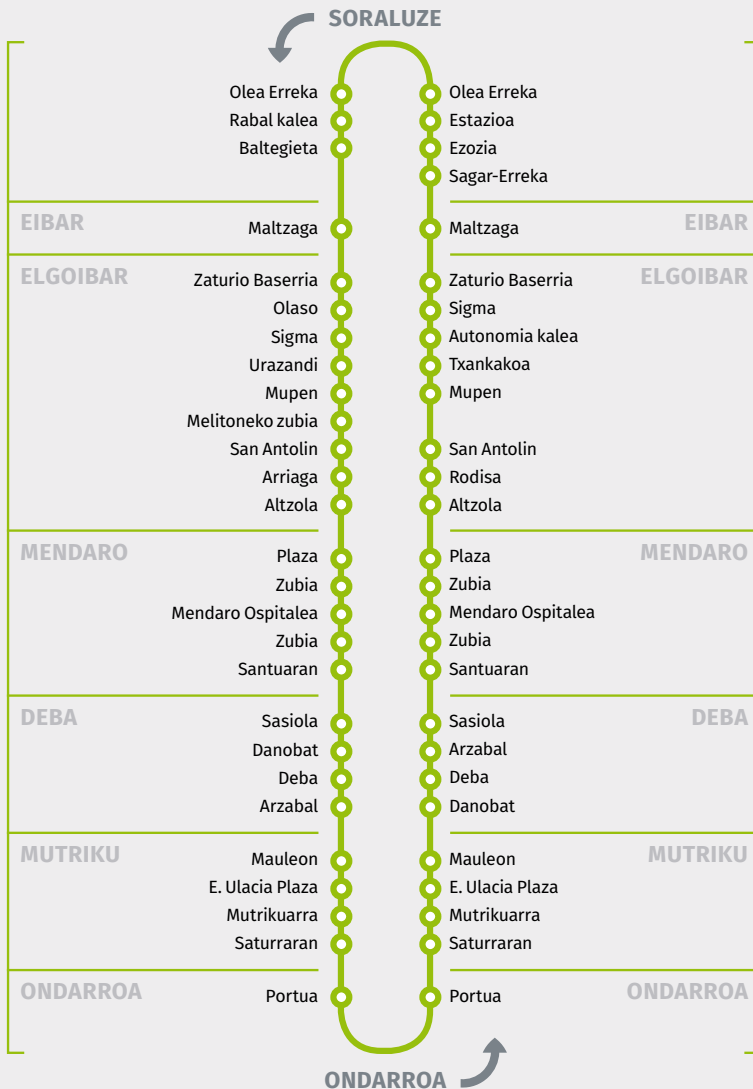 SORALUZE
Olea Erreka Olea Erreka
Rabal kalea Estazioa
Baltegieta Ezozia
Sagar-Erreka
EIBAR Maltzaga Maltzaga EIBAR
ELGOIBAR Zaturio Baserria Zaturio Baserria ELGOIBAR
Olaso Sigma
Sigma Autonomia kalea
Urazandi Txankakoa
Mupen Mupen
Melitoneko zubia
San Antolin San Antolin
Arriaga Rodisa
Altzola Altzola
MENDARO Plaza Plaza MENDARO
Zubia Zubia
Mendaro Ospitalea Mendaro Ospitalea
Zubia Zubia
Santuaran Santuaran
DEBA Sasiola Sasiola DEBA
Danobat Arzabal
Deba Deba
Arzabal Danobat
MUTRIKU Mauleon Mauleon MUTRIKU
E. Ulacia Plaza E. Ulacia Plaza
Mutrikuarra Mutrikuarra
Saturraran Saturraran
ONDARROA Portua Portua ONDARROA
ONDARROA